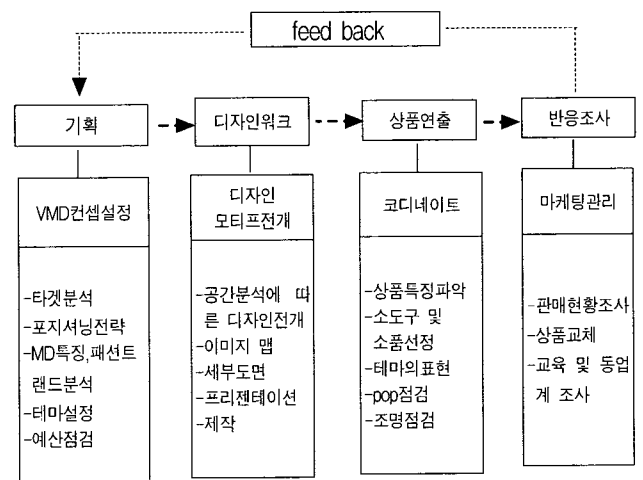 feed back
기획
디자인워크
상품연출
반응조사
VMD컨셉설정
디자인
모티프전개
코디네이트
마케팅관리
-타겟분석
-포지셔닝전략
-MD특징,패션트
랜드분석
-테마설정
-예산점검
-공간분석에 따
른 디자인전개
-이미지 맵
-세부도면
-프리젠테이션
-제작
-상품특징파악
-소도구 및
소품선정
-테마의표현
-pop점검
-조명점검
-판매현황조사
-상품교체
-교육 및 동업
계 조사